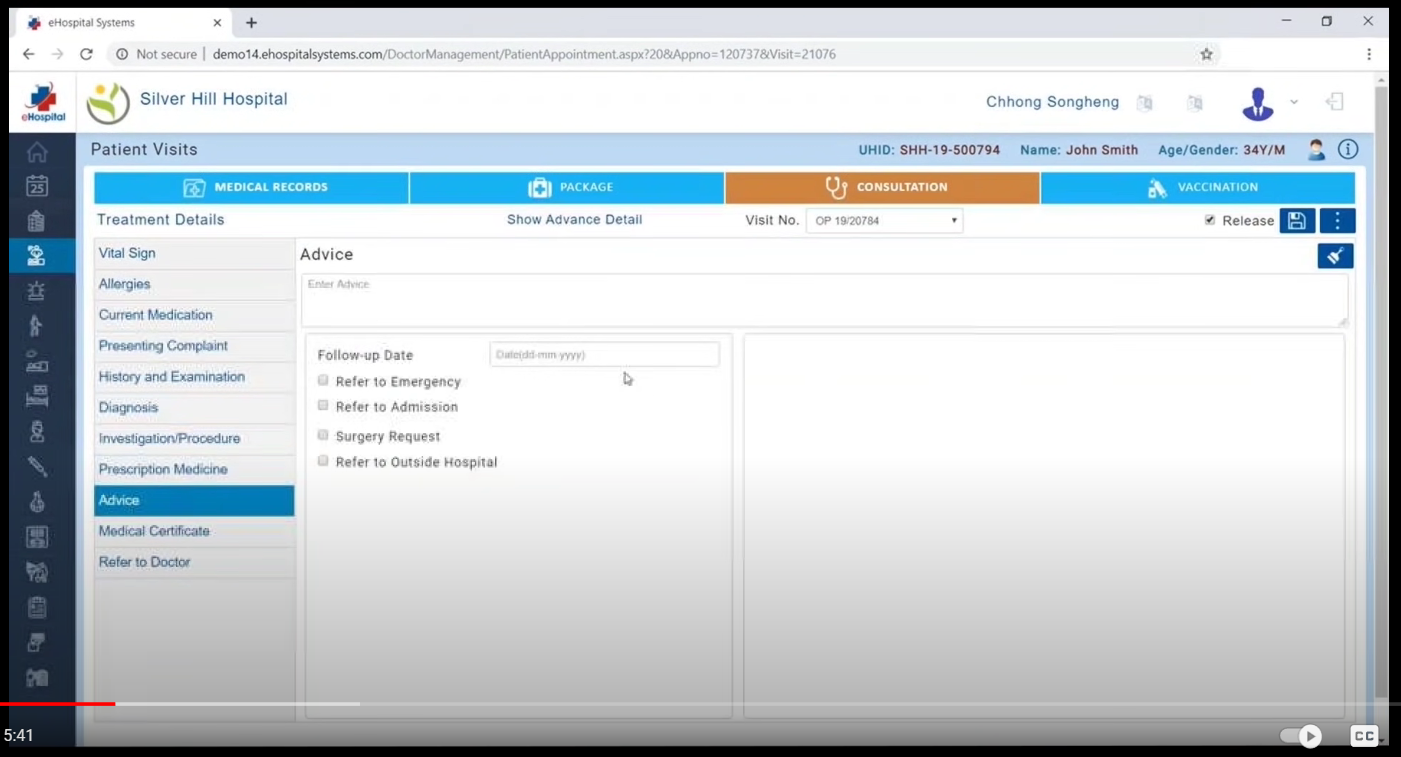 eHospital Systems
Not secure | demo14.ehospitalsystems.com/DoctorManagement/PatientAppointment.aspx?20&Appno=120737&Visit=21076
eHospital
Silver Hill Hospital
Chhong Songheng
Patient Visits
UHID: SHH-19-500794 Name: John Smith Age/Gender: 34Y/M
MEDICAL RECORDS
PACKAGE
CONSULTATION
VACCINATION
Treatment Details
Show Advance Detail
Visit No. OP 19/20784
Release
25
Vital Sign
Allergies
Current Medication
Presenting Complaint
History and Examination
Diagnosis
Investigation/Procedure
Prescription Medicine
Advice
Medical Certificate
Refer to Doctor
Advice
Enter Advice
Follow-up Date
Date(dd-mm-yyyy)
Refer to Emergency
Refer to Admission
Surgery Request
Refer to Outside Hospital
5:41
CC